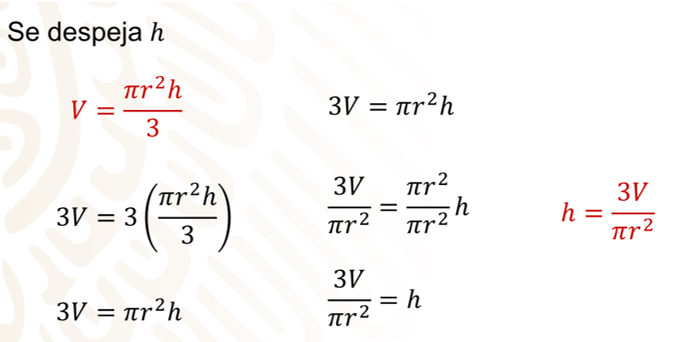 Se despeja h
V = πr²h / 3
3V = 3(πr²h / 3)
3V = πr²h
3V = πr²h
3V / πr² = πr² / πr² h
3V / πr² = h
h = 3V / πr²